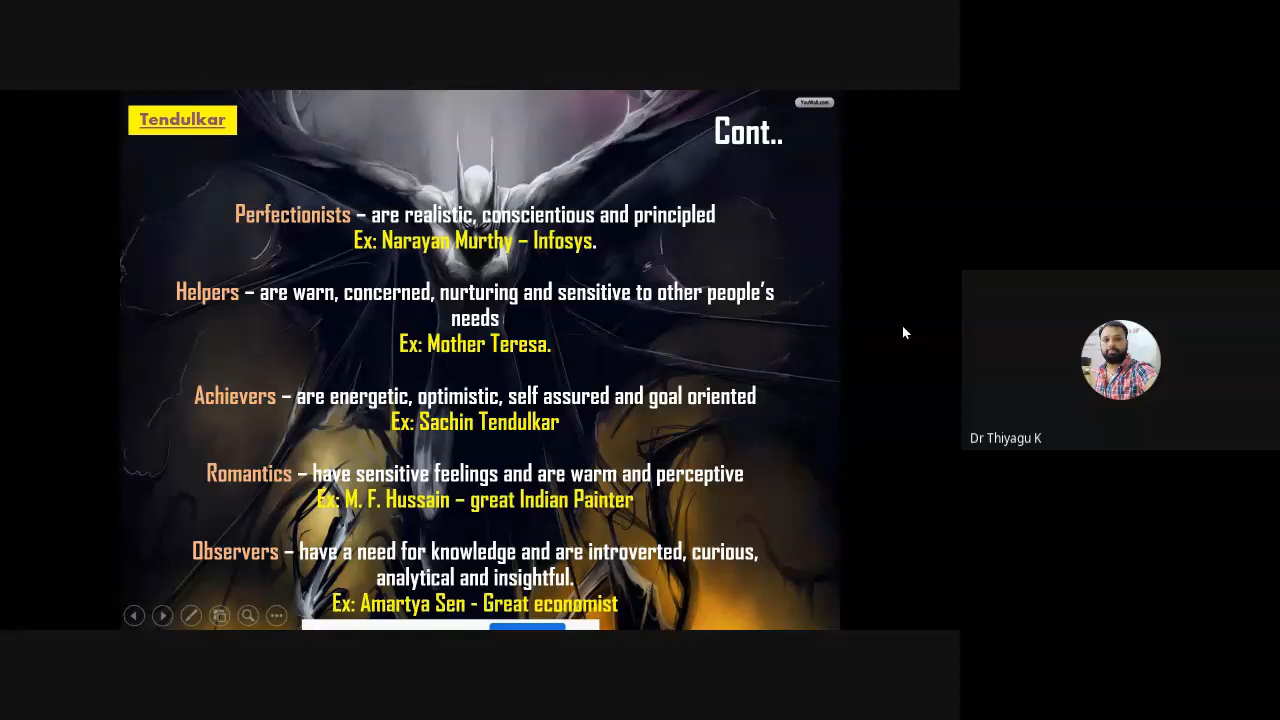 Tendulkar
YouWall.com
Cont..
Perfectionists – are realistic, conscientious and principled
Ex: Narayan Murthy – Infosys.
Helpers – are warn, concerned, nurturing and sensitive to other people's
needs
Ex: Mother Teresa.
Achievers – are energetic, optimistic, self assured and goal oriented
Ex: Sachin Tendulkar
Romantics – have sensitive feelings and are warm and perceptive
Ex: M. F. Hussain – great Indian Painter
Observers – have a need for knowledge and are introverted, curious,
analytical and insightful.
Ex: Amartya Sen - Great economist
Dr Thiyagu K